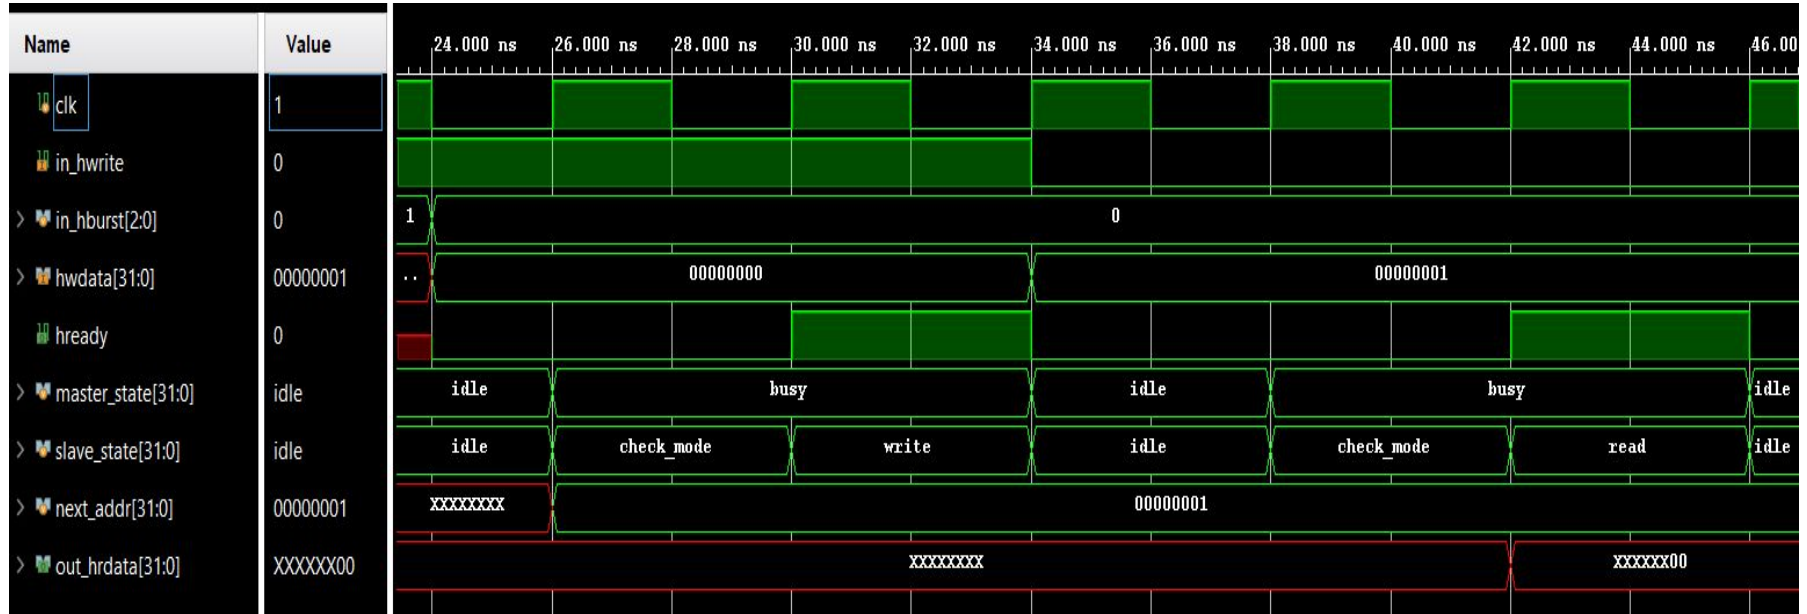 Name Value 24.000 ns 26.000 ns 28.000 ns 30.000 ns 32.000 ns 34.000 ns 36.000 ns 38.000 ns 40.000 ns 42.000 ns 44.000 ns 46.00
clk 1
in_hwrite 0
in_hburst[2:0] 0 1 0
hwdata[31:0] 00000001 .. 00000000 00000001
hready 0
master_state[31:0] idle idle busy idle busy idle
slave_state[31:0] idle idle check_mode write idle check_mode read idle
next_addr[31:0] 00000001 XXXXXXXX 00000001
out_hrdata[31:0] XXXXXX00 XXXXXXXX XXXXXX00